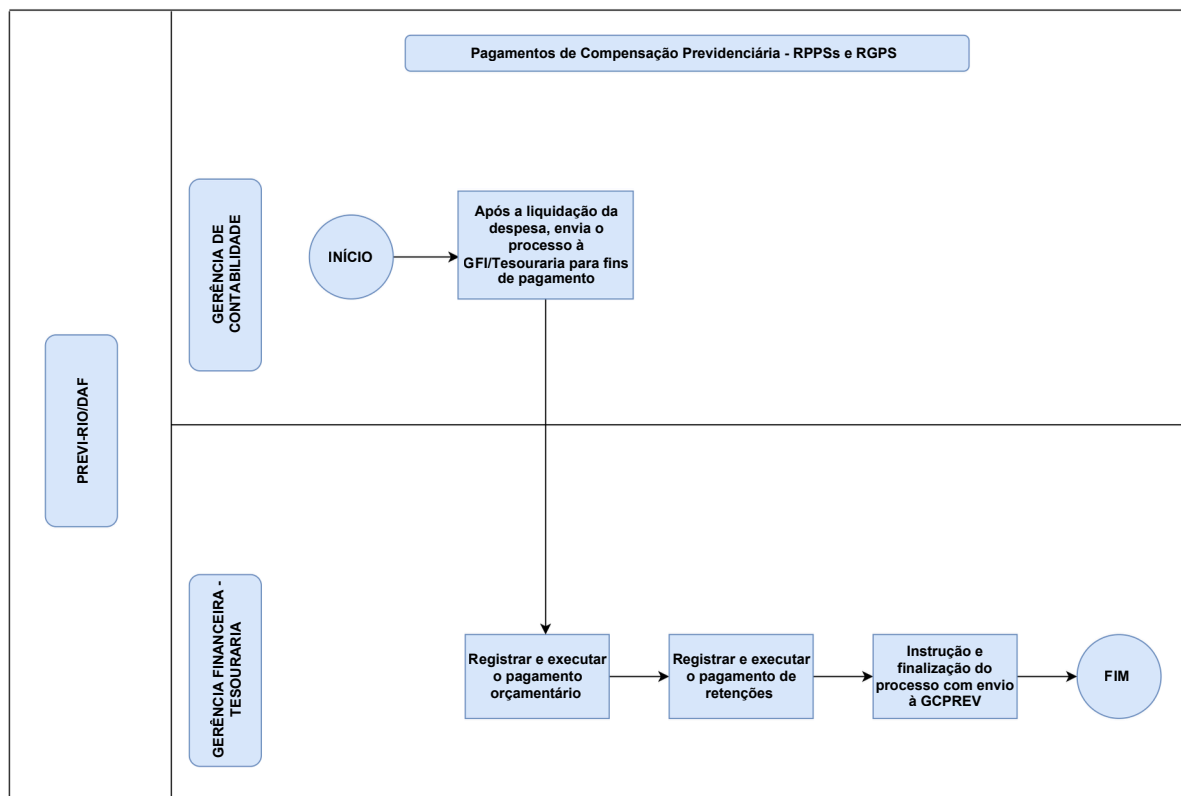 Pagamentos de Compensação Previdenciária - RPPSs e RGPS
PREVI-RIO/DAF
GERÊNCIA DE
CONTABILIDADE
INÍCIO
Após a liquidação da
despesa, envia o
processo à
GFI/Tesouraria para fins
de pagamento
GERÊNCIA FINANCEIRA -
TESOURARIA
Registrar e executar
o pagamento
orçamentário
Registrar e executar
o pagamento de
retenções
Instrução e
finalização do
processo com envio
à GCPREV
FIM